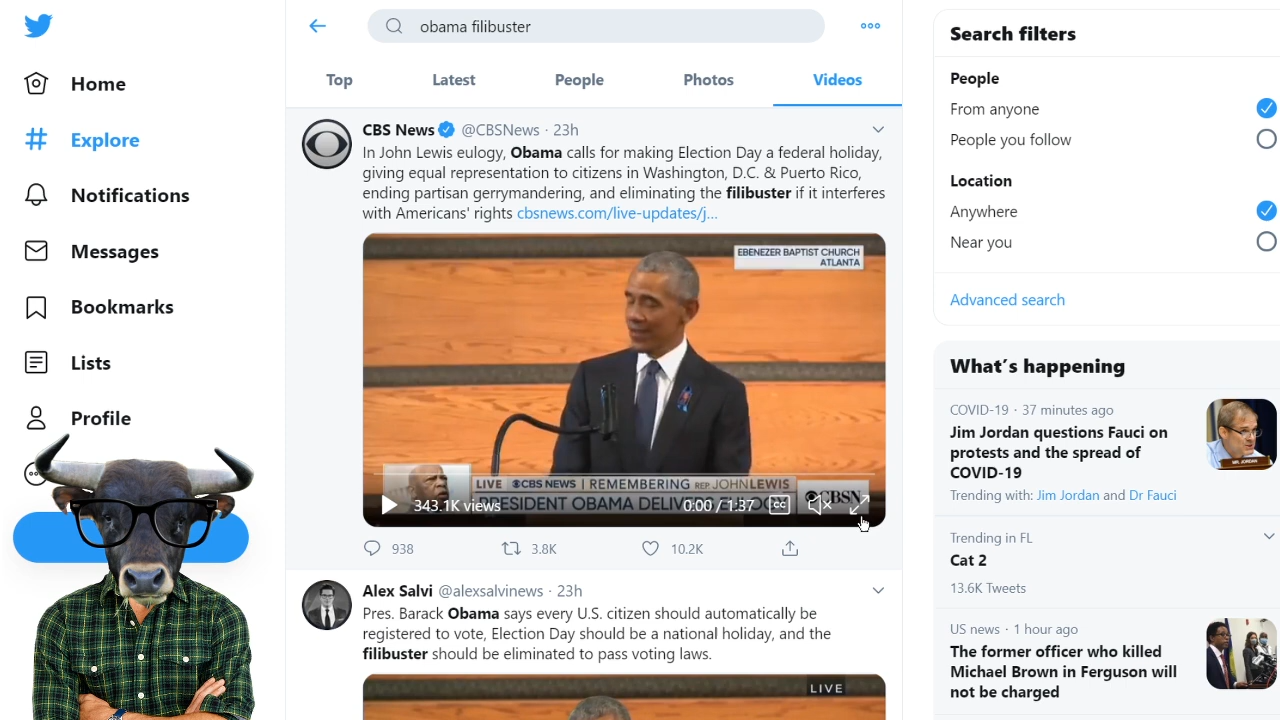 Home
Explore
Notifications
Messages
Bookmarks
Lists
Profile
obama filibuster
Top
Latest
People
Photos
Videos
CBS News @CBSNews · 23h
In John Lewis eulogy, Obama calls for making Election Day a federal holiday,
giving equal representation to citizens in Washington, D.C. & Puerto Rico,
ending partisan gerrymandering, and eliminating the filibuster if it interferes
with Americans' rights cbsnews.com/live-updates/j...
EBENEZER BAPTIST CHURCH
ATLANTA
LIVE CBS NEWS | REMEMBERING REP JOHN LEWIS
PRESIDENT OBAMA DELIVERS EULOGY
CBSN
343.1K views
0:00 / 1:37
CC
938
3.8K
10.2K
Alex Salvi @alexsalvinews · 23h
Pres. Barack Obama says every U.S. citizen should automatically be
registered to vote, Election Day should be a national holiday, and the
filibuster should be eliminated to pass voting laws.
LIVE
Search filters
People
From anyone
People you follow
Location
Anywhere
Near you
Advanced search
What's happening
COVID-19 · 37 minutes ago
Jim Jordan questions Fauci on
protests and the spread of
COVID-19
Trending with: Jim Jordan and Dr Fauci
MR. JORDAN
Trending in FL
Cat 2
13.6K Tweets
US news · 1 hour ago
The former officer who killed
Michael Brown in Ferguson will
not be charged